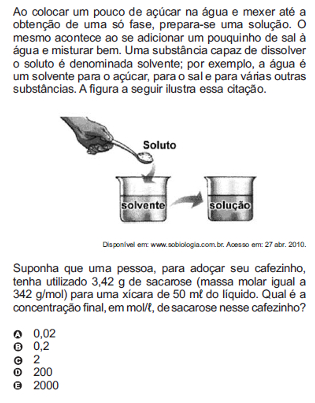 Ao colocar um pouco de açúcar na água e mexer até a
obtenção de uma só fase, prepara-se uma solução. O
mesmo acontece ao se adicionar um pouquinho de sal à
água e misturar bem. Uma substância capaz de dissolver
o soluto é denominada solvente; por exemplo, a água é
um solvente para o açúcar, para o sal e para várias outras
substâncias. A figura a seguir ilustra essa citação.
Soluto
solvente
solução
Disponível em: www.sobiologia.com.br. Acesso em: 27 abr. 2010.
Suponha que uma pessoa, para adoçar seu cafezinho,
tenha utilizado 3,42 g de sacarose (massa molar igual a
342 g/mol) para uma xícara de 50 mℓ do líquido. Qual é a
concentração final, em mol/ℓ, de sacarose nesse cafezinho?
A 0,02
B 0,2
C 2
D 200
E 2000